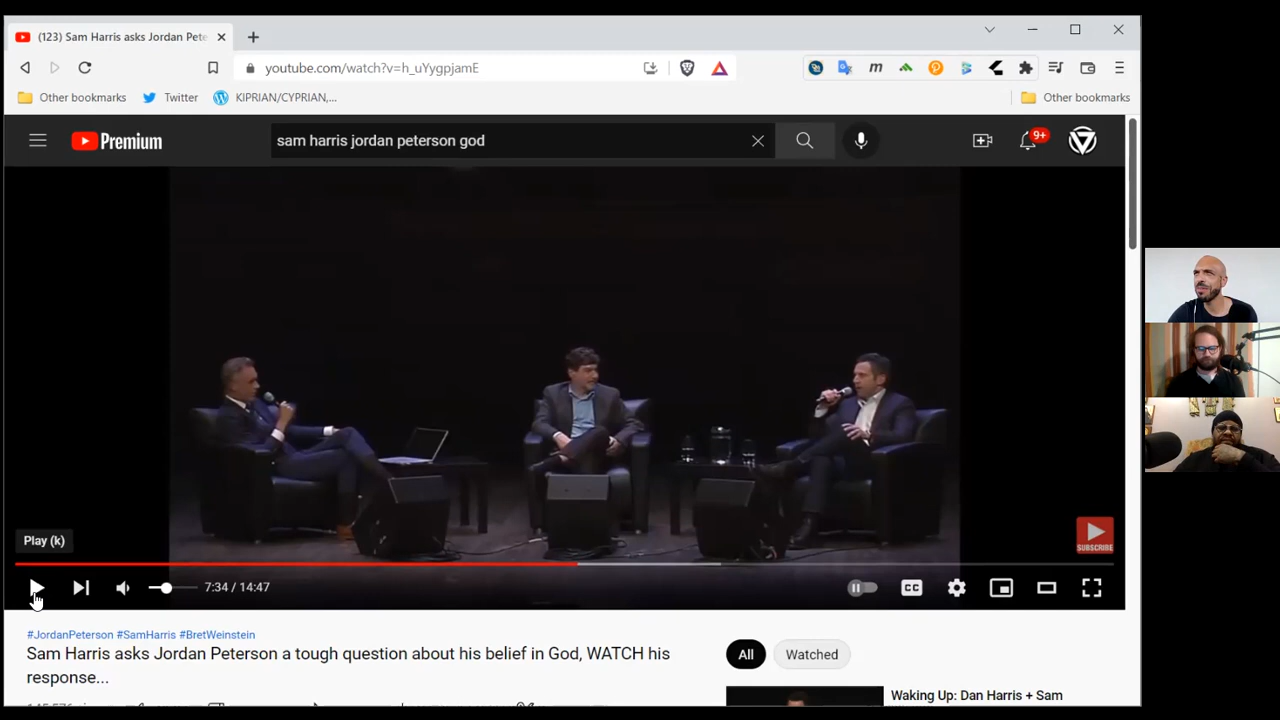 (123) Sam Harris asks Jordan Pete
youtube.com/watch?v=h_uYygpjamE
Other bookmarks
Twitter
KIPRIAN/CYPRIAN,...
Other bookmarks
Premium
sam harris jordan peterson god
9+
SUBSCRIBE
Play (k)
7:34 / 14:47
CC
#JordanPeterson #SamHarris #BretWeinstein
Sam Harris asks Jordan Peterson a tough question about his belief in God, WATCH his
response...
All
Watched
Waking Up: Dan Harris + Sam